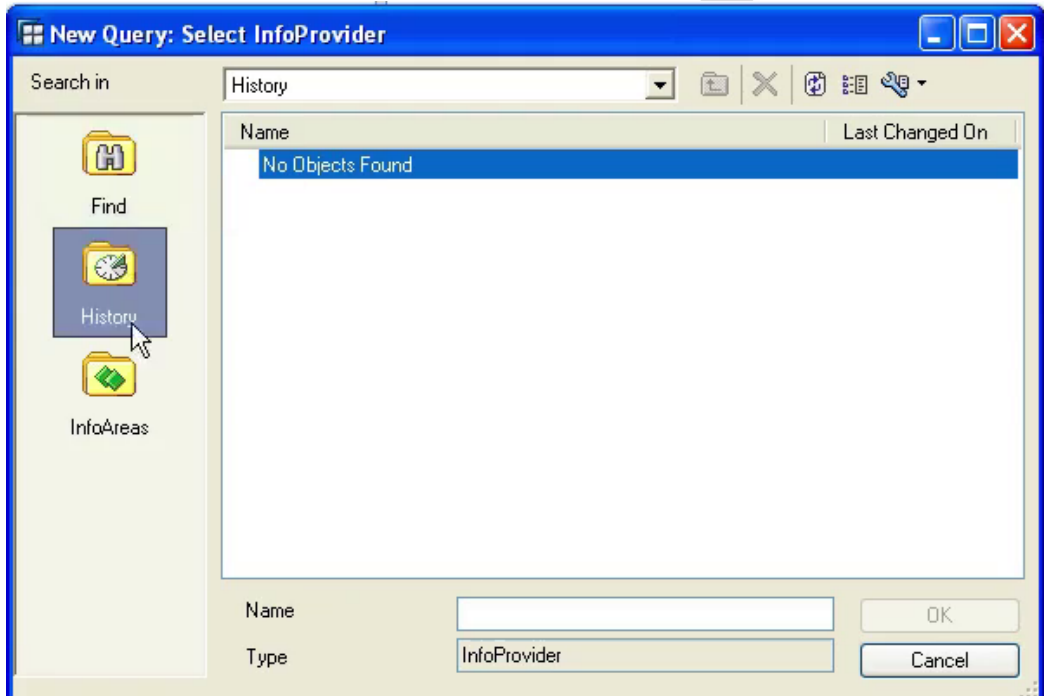 New Query: Select InfoProvider
Search in
History
Name
Last Changed On
No Objects Found
Find
History
InfoAreas
Name
OK
Type
InfoProvider
Cancel